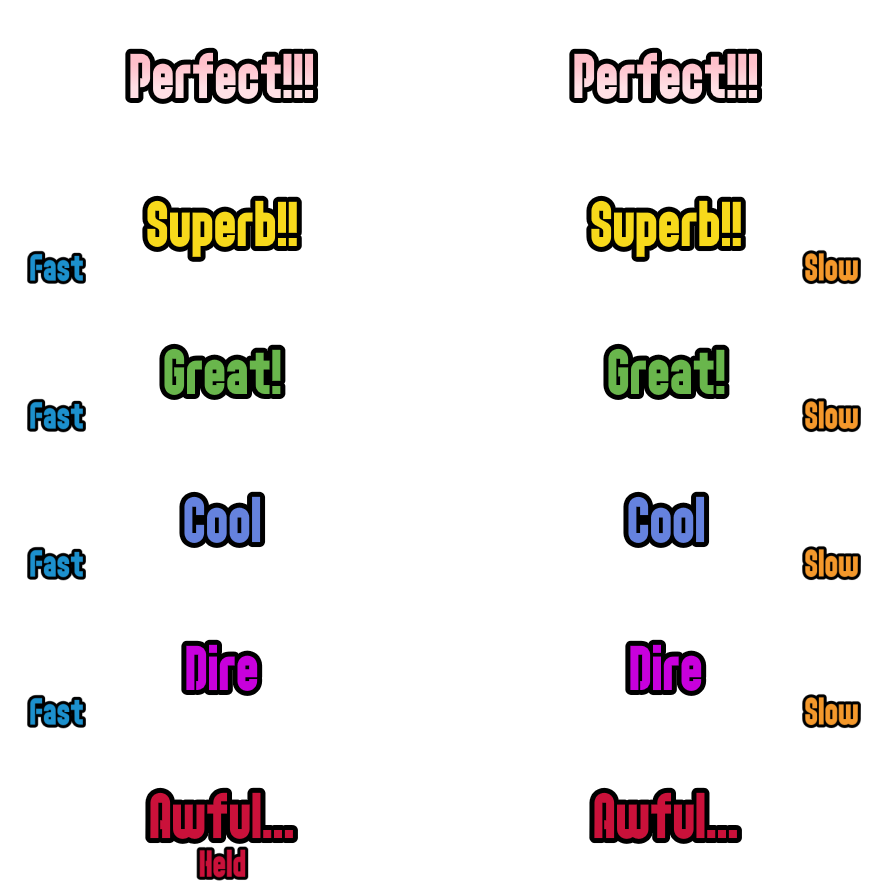 Perfect!!! Perfect!!!
Superb!! Superb!!
Fast Slow
Great! Great!
Fast Slow
Cool Cool
Fast Slow
Dire Dire
Fast Slow
Awful... Awful...
Held